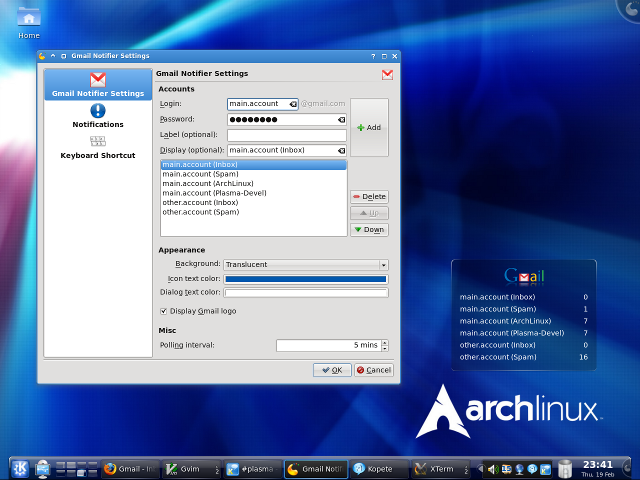 Home
Gmail Notifier Settings
Gmail Notifier Settings
Notifications
Keyboard Shortcut
Gmail Notifier Settings
Accounts
Login: main.account @gmail.com
Password:
Label (optional):
Display (optional): main.account (Inbox)
Add
main.account (Inbox)
main.account (Spam)
main.account (ArchLinux)
main.account (Plasma-Devel)
other.account (Inbox)
other.account (Spam)
Delete
Up
Down
Appearance
Background: Translucent
Icon text color:
Dialog text color:
Display Gmail logo
Misc
Polling interval: 5 mins
OK Cancel
Gmail
main.account (Inbox) 0
main.account (Spam) 1
main.account (ArchLinux) 7
main.account (Plasma-Devel) 7
other.account (Inbox) 0
other.account (Spam) 16
archlinux
Gmail - In
Gvim 2
#plasma
Gmail Notif
Kopete
XTerm 2
23:41
Thu, 19 Feb